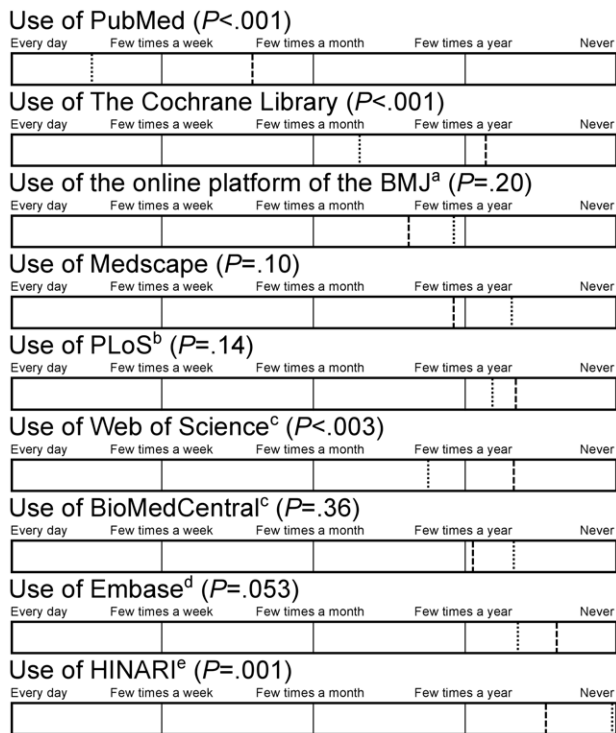 Use of PubMed (P<.001)
Every day Few times a week Few times a month Few times a year Never
Use of The Cochrane Library (P<.001)
Every day Few times a week Few times a month Few times a year Never
Use of the online platform of the BMJᵃ (P=.20)
Every day Few times a week Few times a month Few times a year Never
Use of Medscape (P=.10)
Every day Few times a week Few times a month Few times a year Never
Use of PLoSᵇ (P=.14)
Every day Few times a week Few times a month Few times a year Never
Use of Web of Scienceᶜ (P<.003)
Every day Few times a week Few times a month Few times a year Never
Use of BioMedCentralᶜ (P=.36)
Every day Few times a week Few times a month Few times a year Never
Use of Embaseᵈ (P=.053)
Every day Few times a week Few times a month Few times a year Never
Use of HINARIᵉ (P=.001)
Every day Few times a week Few times a month Few times a year Never